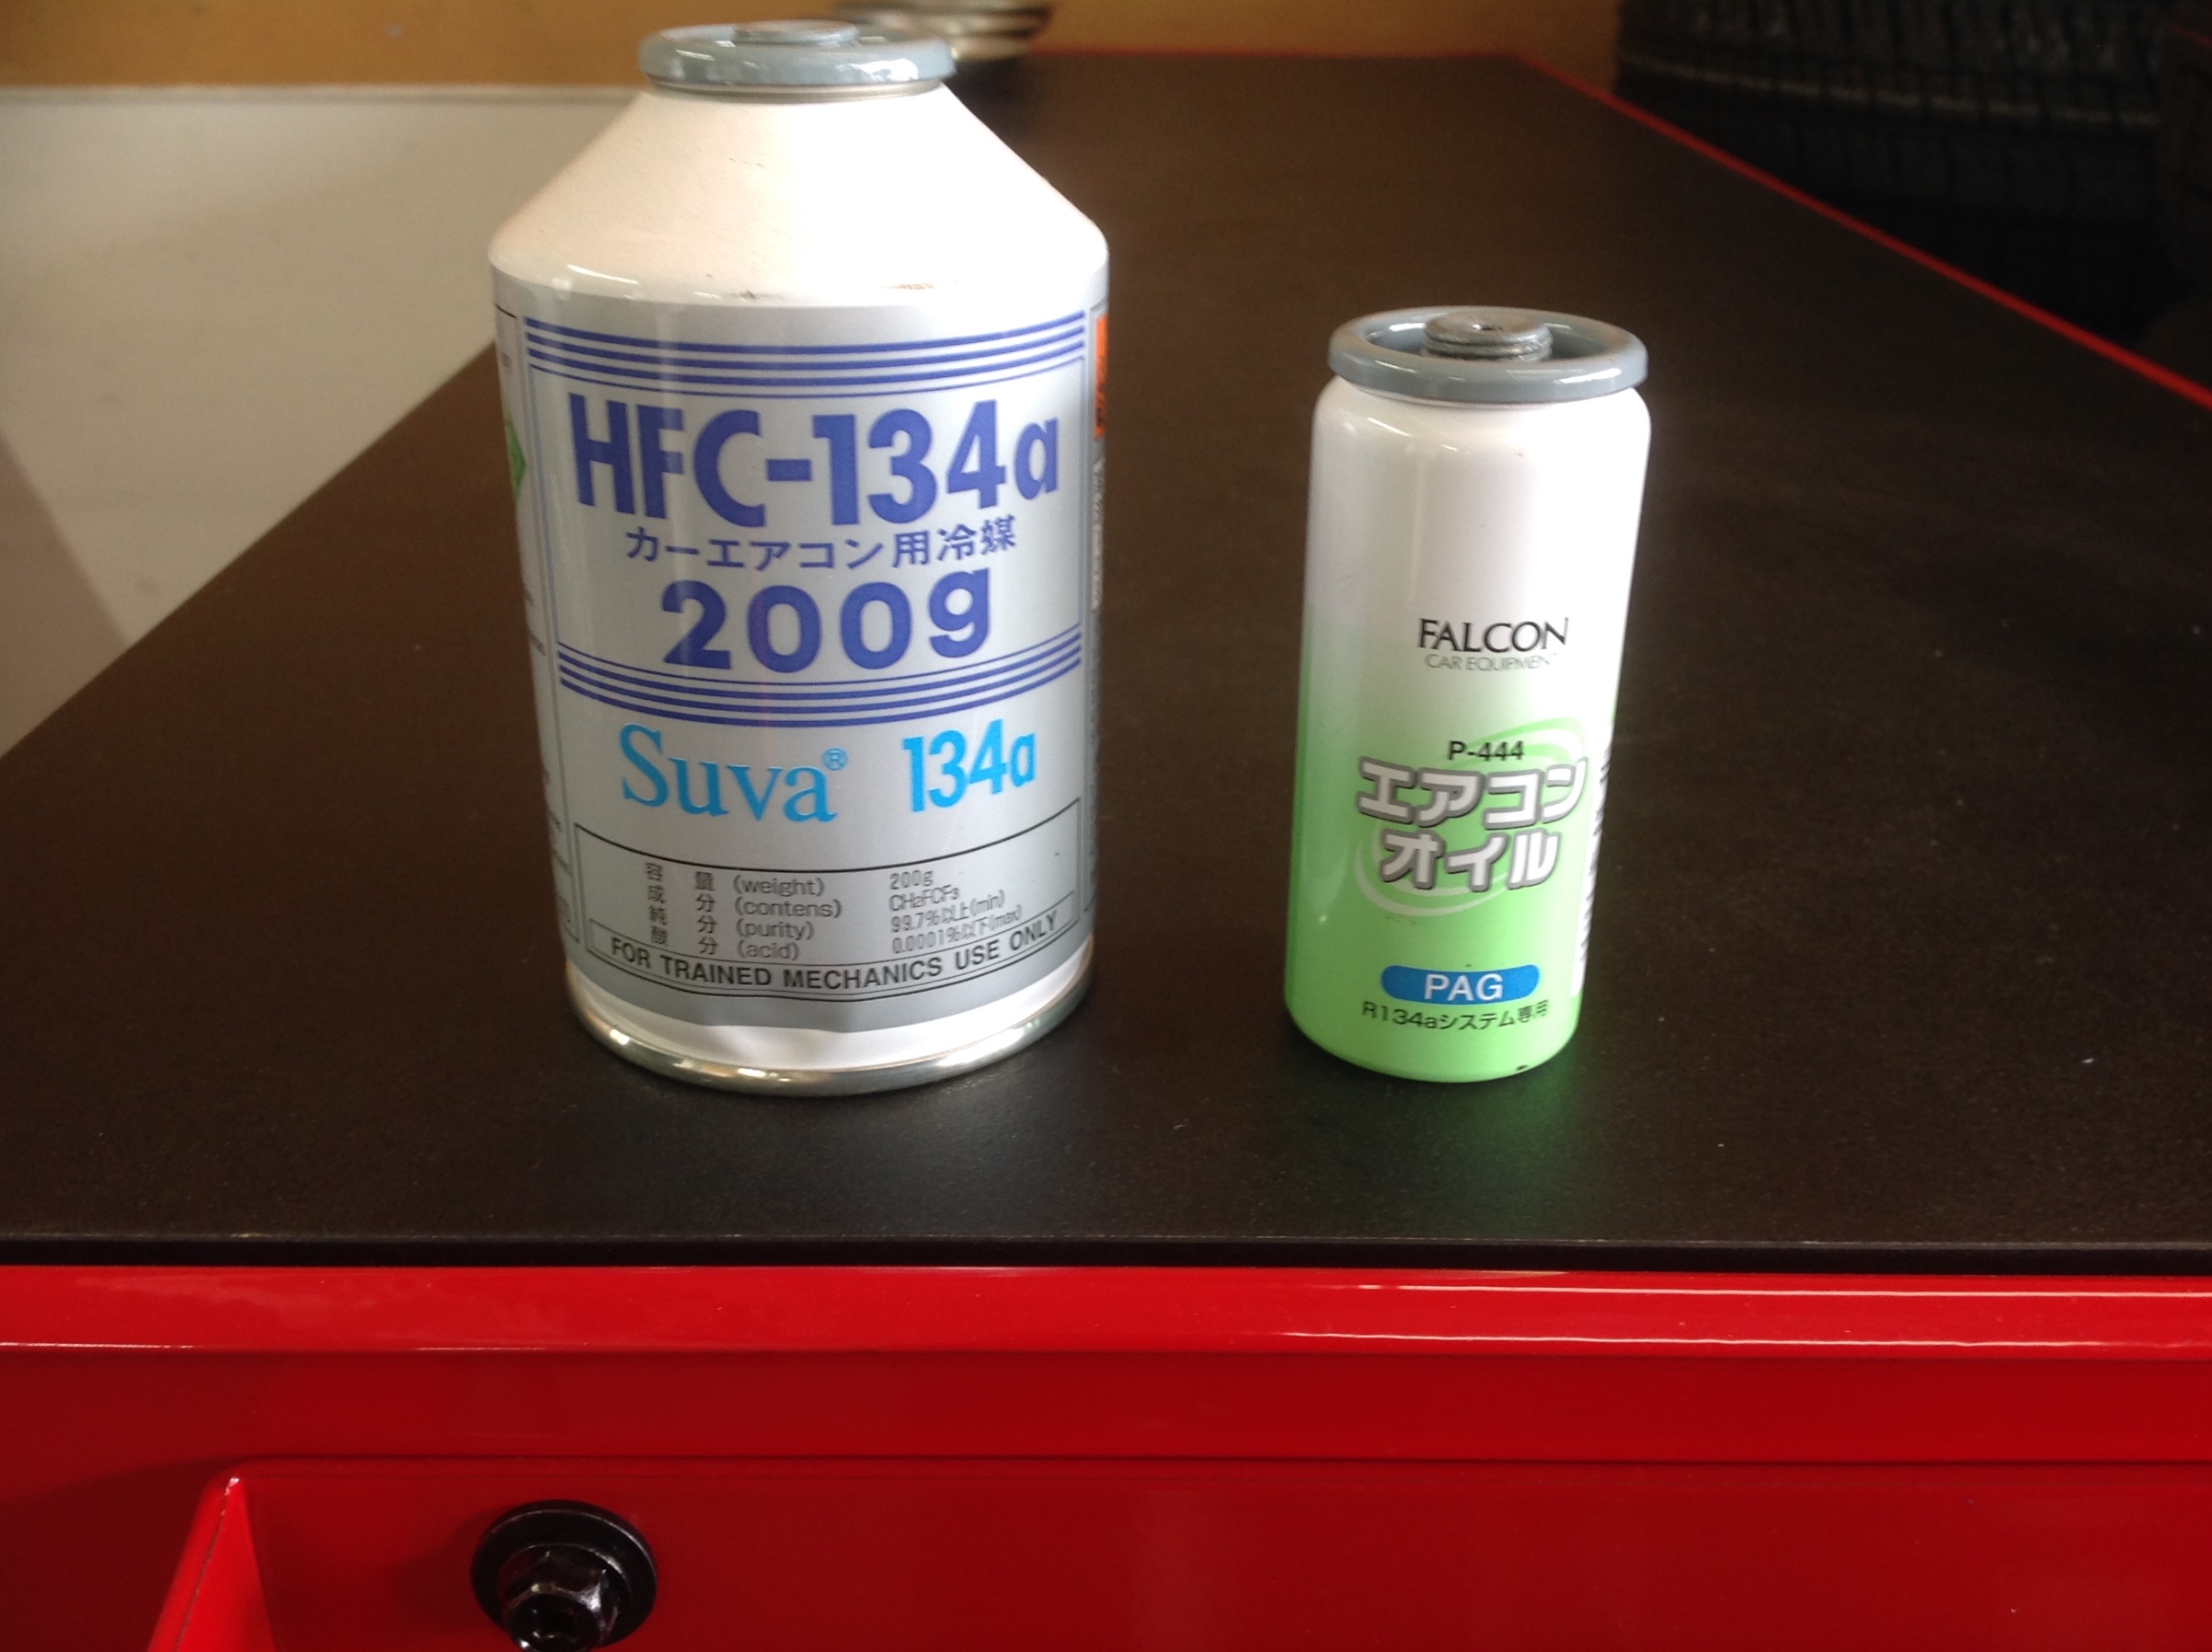 HFC-134a
カーエアコン用冷媒
200g
Suva® 134a
容 量 (weight) 200g
成 分 (contens) CH2FCF3
純 分 (purity) 99.7%以上(min)
酸 分 (acid) 0.0001%以下(max)
FOR TRAINED MECHANICS USE ONLY
FALCON
CAR EQUIPMENT
P-444
エアコン
オイル
PAG
R134aシステム専用